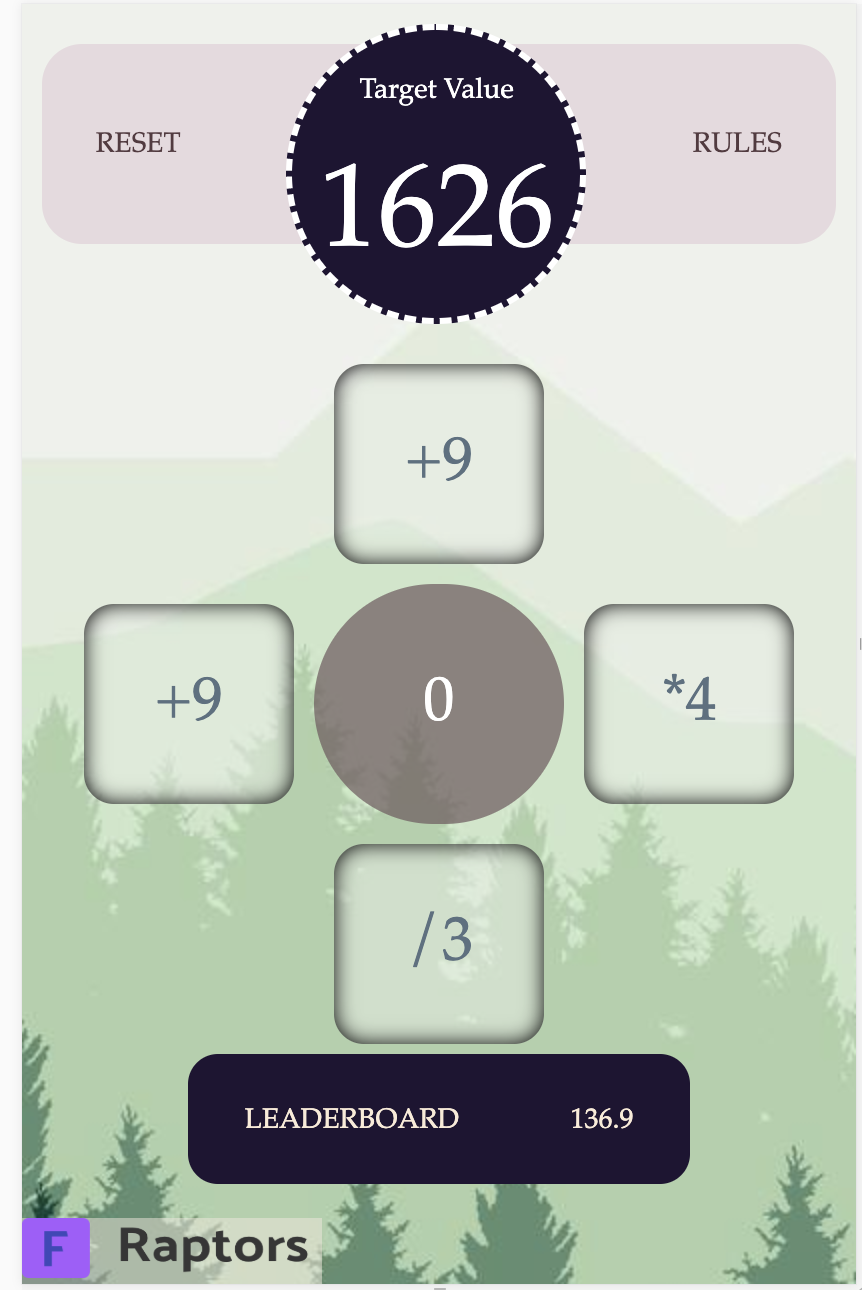 Target Value
RESET
1626
RULES
+9
+9
0
*4
/3
LEADERBOARD 136.9
F Raptors